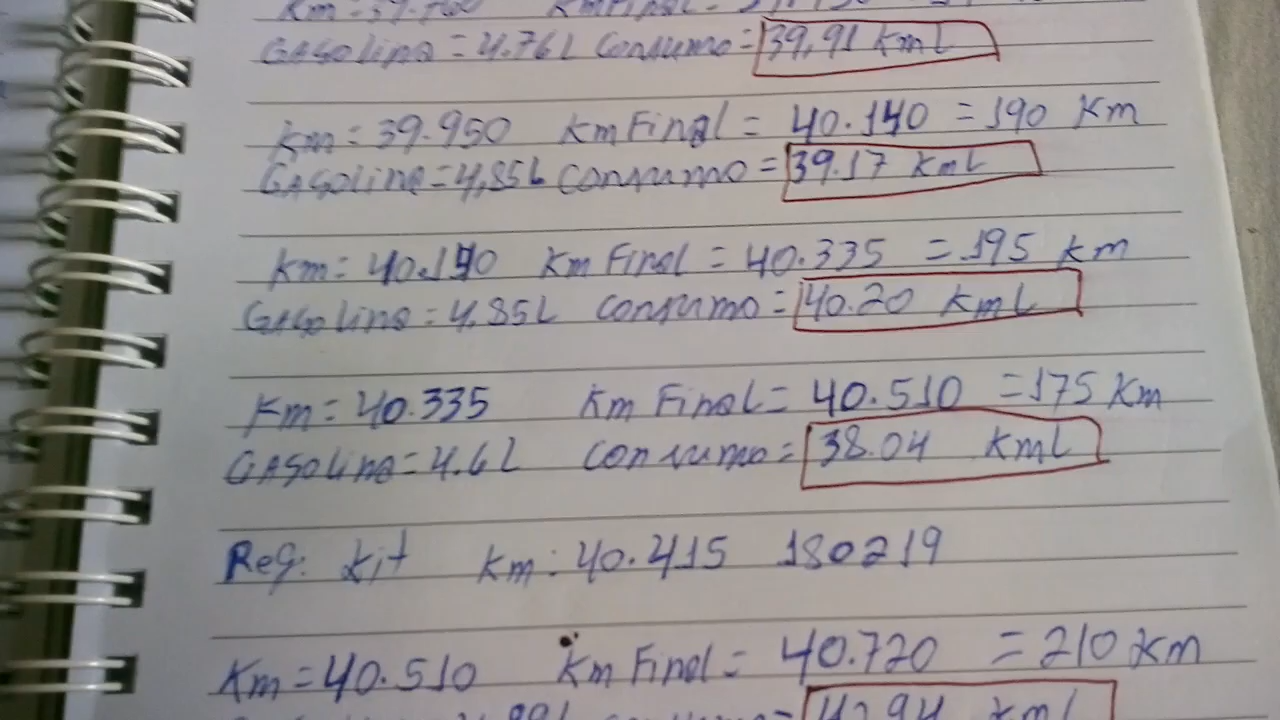 Gasolina = 4.76L Consumo = 39,91 KmL
Km = 39.950 Km Final = 40.140 = 190 Km
Gasolina = 4,85L Consumo = 39.17 KmL
Km = 40.140 Km Final = 40.335 = 195 Km
Gasolina = 4,85L Consumo = 40.20 KmL
Km = 40.335 Km Final = 40.510 = 175 Km
Gasolina = 4.6L Consumo = 38.04 KmL
Reg: Kit Km: 40.415 180219
Km = 40.510 Km Final = 40.720 = 210 Km